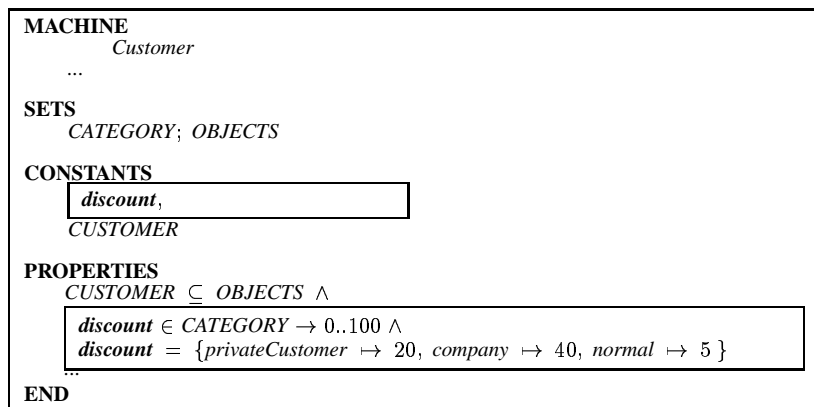 MACHINE
Customer
...
SETS
CATEGORY; OBJECTS
CONSTANTS
discount,
CUSTOMER
PROPERTIES
CUSTOMER ⊆ OBJECTS ∧
discount ∈ CATEGORY → 0..100 ∧
discount = {privateCustomer ↦ 20, company ↦ 40, normal ↦ 5 }
...
END